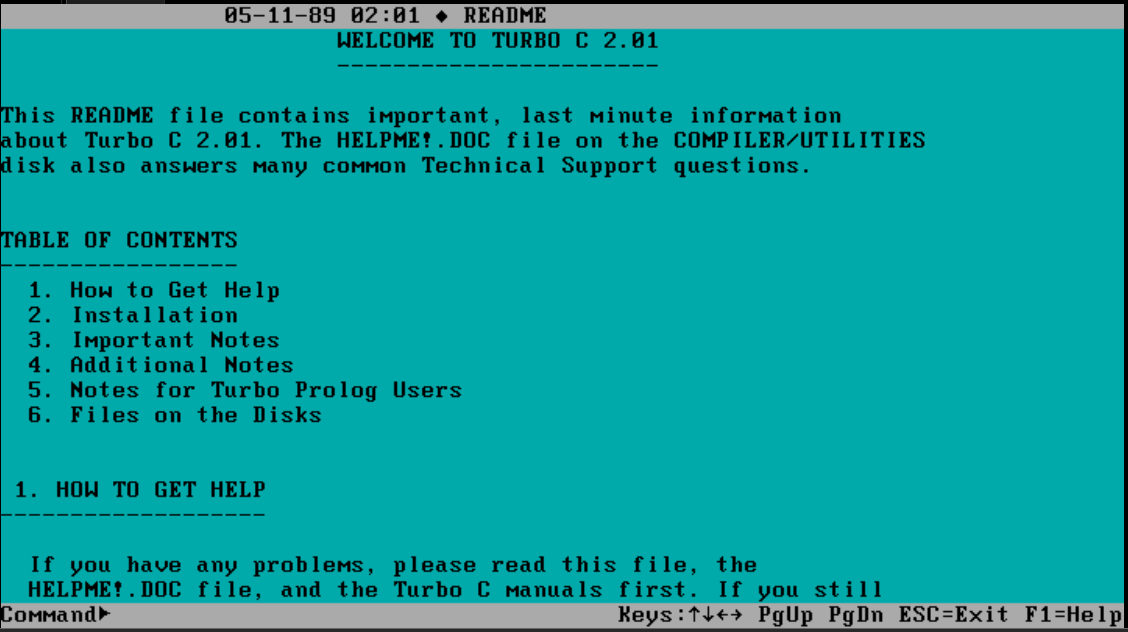 05-11-89 02:01 ♦ README
WELCOME TO TURBO C 2.01
-----------------------
This README file contains important, last minute information
about Turbo C 2.01. The HELPME!.DOC file on the COMPILER/UTILITIES
disk also answers many common Technical Support questions.
TABLE OF CONTENTS
-----------------
1. How to Get Help
2. Installation
3. Important Notes
4. Additional Notes
5. Notes for Turbo Prolog Users
6. Files on the Disks
1. HOW TO GET HELP
-------------------
If you have any problems, please read this file, the
HELPME!.DOC file, and the Turbo C manuals first. If you still
Command► Keys:↑↓←→ PgUp PgDn ESC=Exit F1=Help